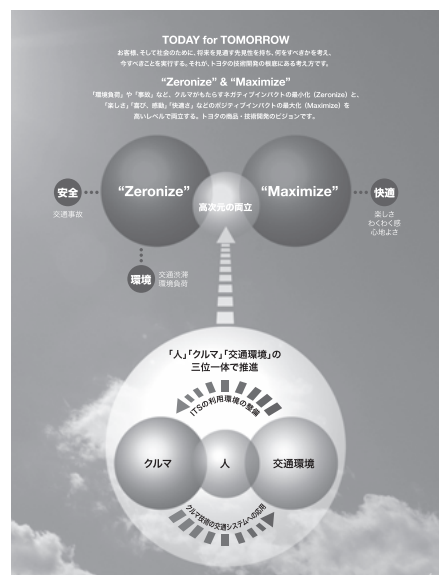 TODAY for TOMORROW
お客様、そして社会のために、将来を見通す先見性を持ち、何をすべきかを考え、
今すべきことを実行する。それが、トヨタの技術開発の根底にある考え方です。
“Zeronize” & “Maximize”
「環境負荷」や「事故」など、クルマがもたらすネガティブインパクトの最小化（Zeronize）と、
「楽しさ」「喜び、感動」「快適さ」などのポジティブインパクトの最大化（Maximize）を
高いレベルで両立する。トヨタの商品・技術開発のビジョンです。
安全
“Zeronize”
“Maximize”
快適
高次元の両立
交通事故
楽しさ
わくわく感
心地よさ
環境
交通渋滞
環境負荷
「人」「クルマ」「交通環境」の
三位一体で推進
ITSの利用環境の整備
クルマ
人
交通環境
クルマ技術の交通システムへの応用